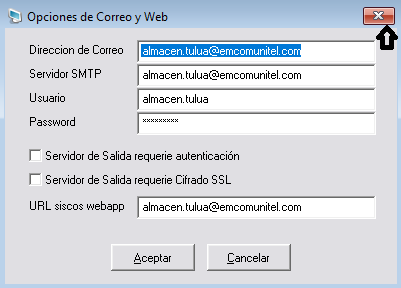 Opciones de Correo y Web
Direccion de Correo almacen.tulua@emcomunitel.com
Servidor SMTP almacen.tulua@emcomunitel.com
Usuario almacen.tulua
Password xxxxxxxxx
Servidor de Salida requerie autenticación
Servidor de Salida requerie Cifrado SSL
URL siscos webapp almacen.tulua@emcomunitel.com
Aceptar Cancelar